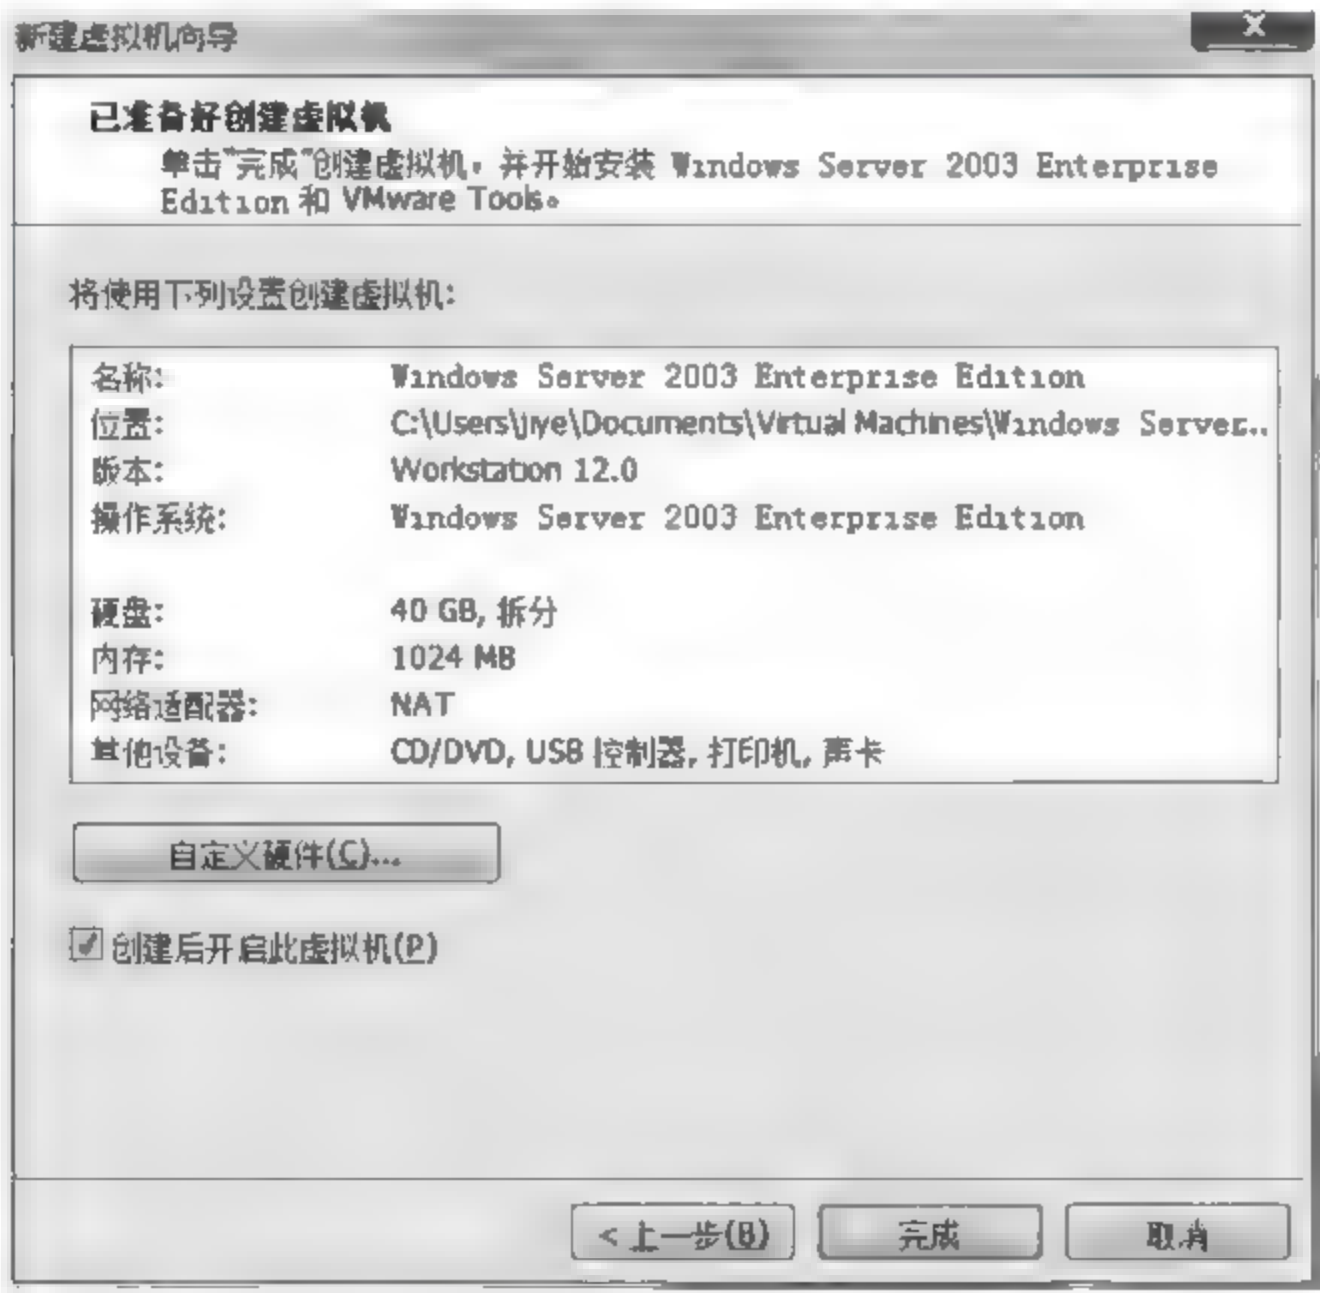 新建虚拟机向导
X
已准备好创建虚拟机
单击"完成"创建虚拟机，并开始安装 Windows Server 2003 Enterprise
Edition 和 VMware Tools。
将使用下列设置创建虚拟机：
名称: Windows Server 2003 Enterprise Edition
位置: C:\Users\jiye\Documents\Virtual Machines\Windows Server...
版本: Workstation 12.0
操作系统: Windows Server 2003 Enterprise Edition
硬盘: 40 GB, 拆分
内存: 1024 MB
网络适配器: NAT
其他设备: CD/DVD, USB 控制器, 打印机, 声卡
自定义硬件(C)...
创建后开启此虚拟机(P)
< 上一步(B) 完成 取消